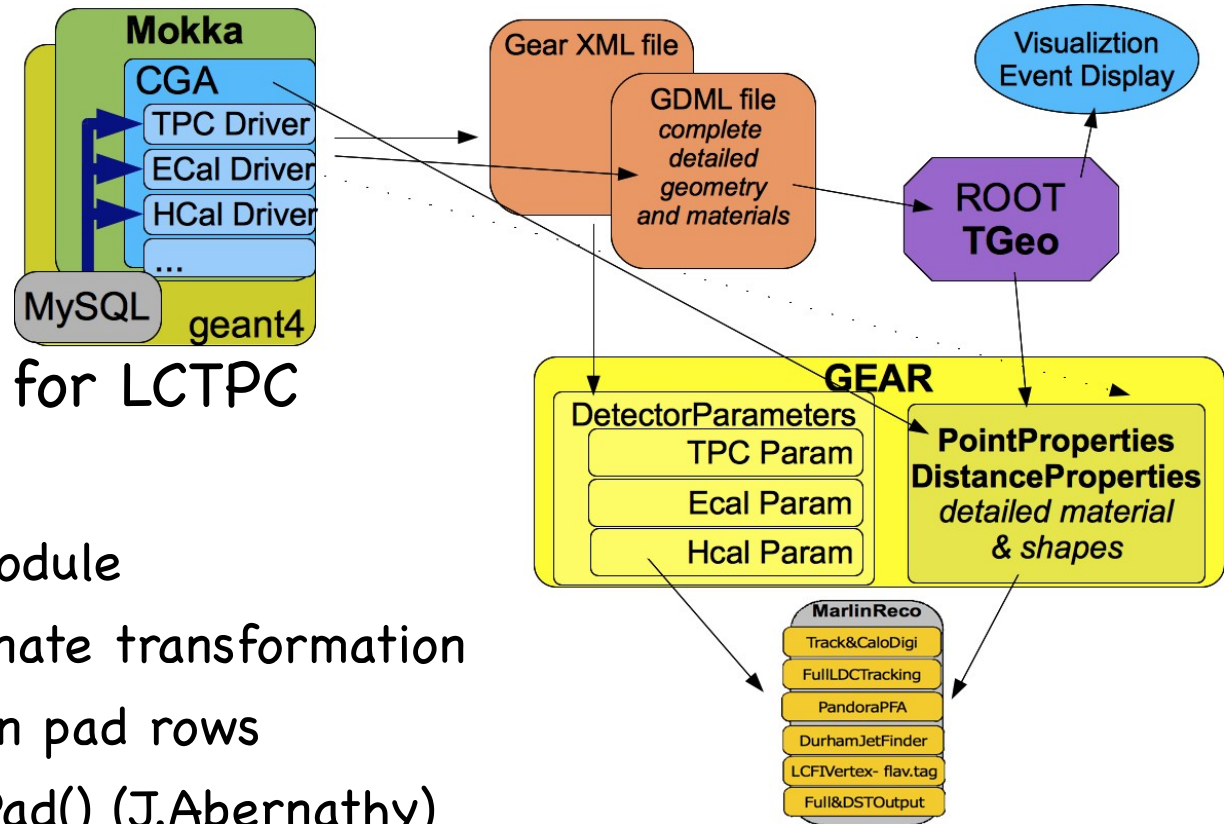 Mokka
CGA
TPC Driver
ECal Driver
HCal Driver
...
MySQL
geant4
Gear XML file
GDML file
complete
detailed
geometry
and materials
Visualiztion
Event Display
ROOT
TGeo
for LCTPC
GEAR
DetectorParameters
TPC Param
Ecal Param
Hcal Param
PointProperties
DistanceProperties
detailed material
& shapes
odule
nate transformation
n pad rows
Pad() (J.Abernathy)
MarlinReco
Track&CaloDigi
FullLDCTracking
PandoraPFA
DurhamJetFinder
LCFIVertex- flav.tag
Full&DSTOutput